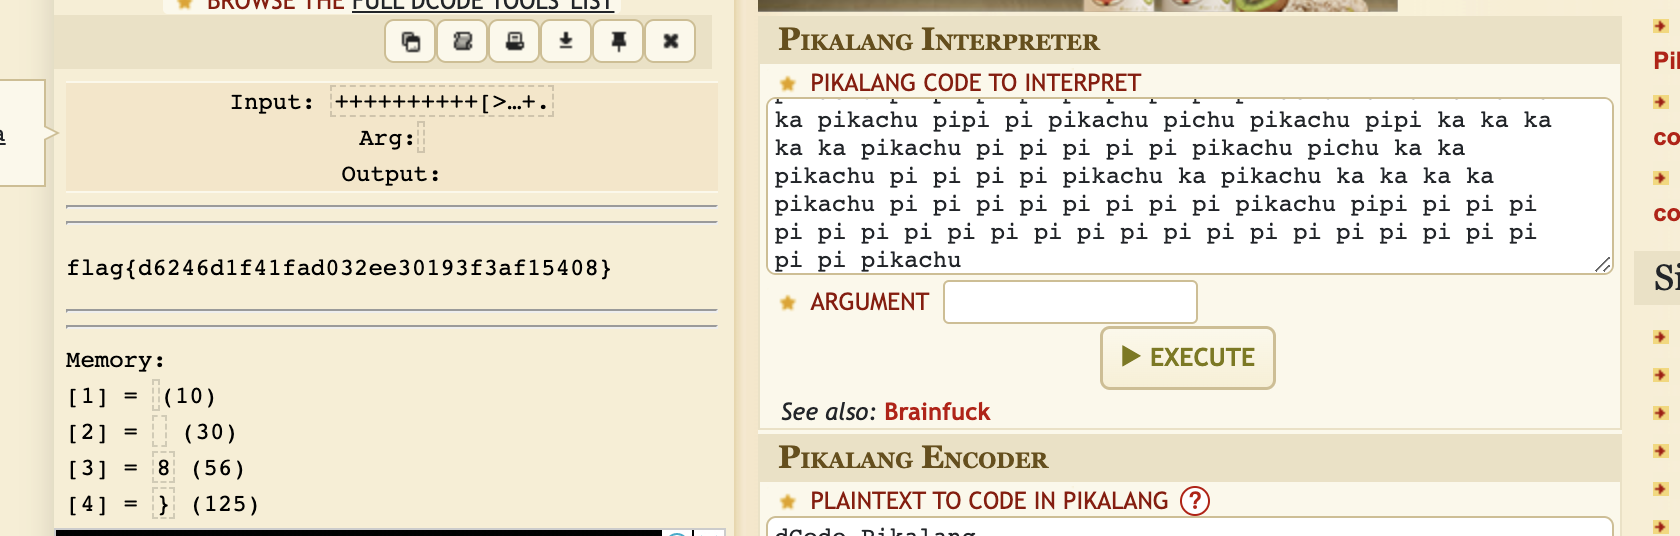 BROWSE THE FULL DCODE TOOLS' LIST
Input: ++++++++++[>…+.
Arg:
Output:
flag{d6246d1f41fad032ee30193f3af15408}
Memory:
[1] = (10)
[2] = (30)
[3] = 8 (56)
[4] = } (125)
PIKALANG INTERPRETER
PIKALANG CODE TO INTERPRET
ka pikachu pipi pi pikachu pichu pikachu pipi ka ka ka
ka ka pikachu pi pi pi pi pi pikachu pichu ka ka
pikachu pi pi pi pi pikachu ka pikachu ka ka ka ka
pikachu pi pi pi pi pi pi pi pi pikachu pipi pi pi pi
pi pi pi pi pi pi pi pi pi pi pi pi pi pi pi pi pi pi
pi pi pikachu
ARGUMENT
EXECUTE
See also: Brainfuck
PIKALANG ENCODER
PLAINTEXT TO CODE IN PIKALANG ?
dCode Pikalang
a
Pi
co
co
Si